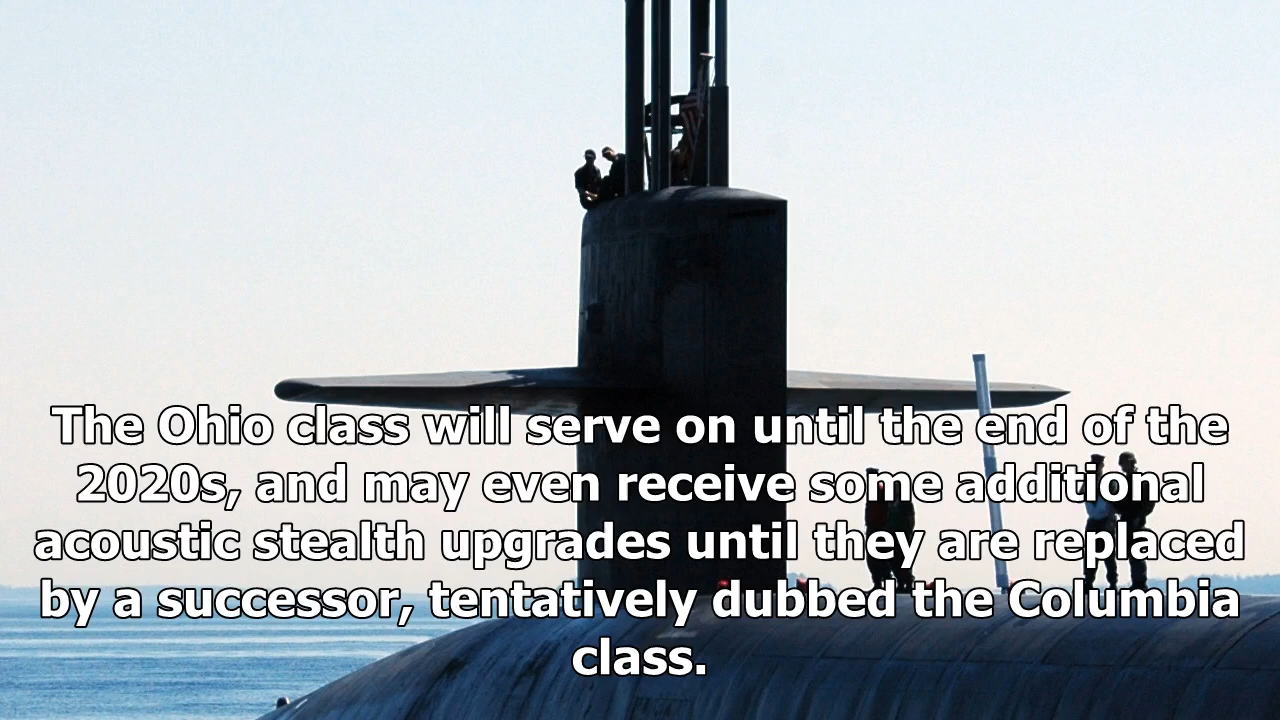 The Ohio class will serve on until the end of the
2020s, and may even receive some additional
acoustic stealth upgrades until they are replaced
by a successor, tentatively dubbed the Columbia
class.